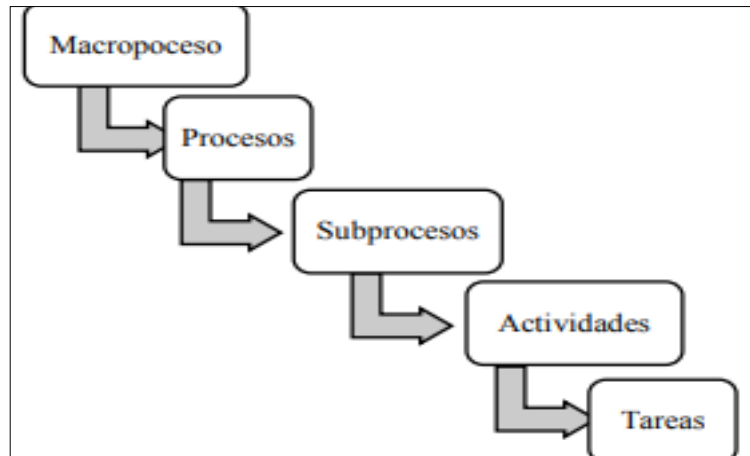 Macropoceso
Procesos
Subprocesos
Actividades
Tareas